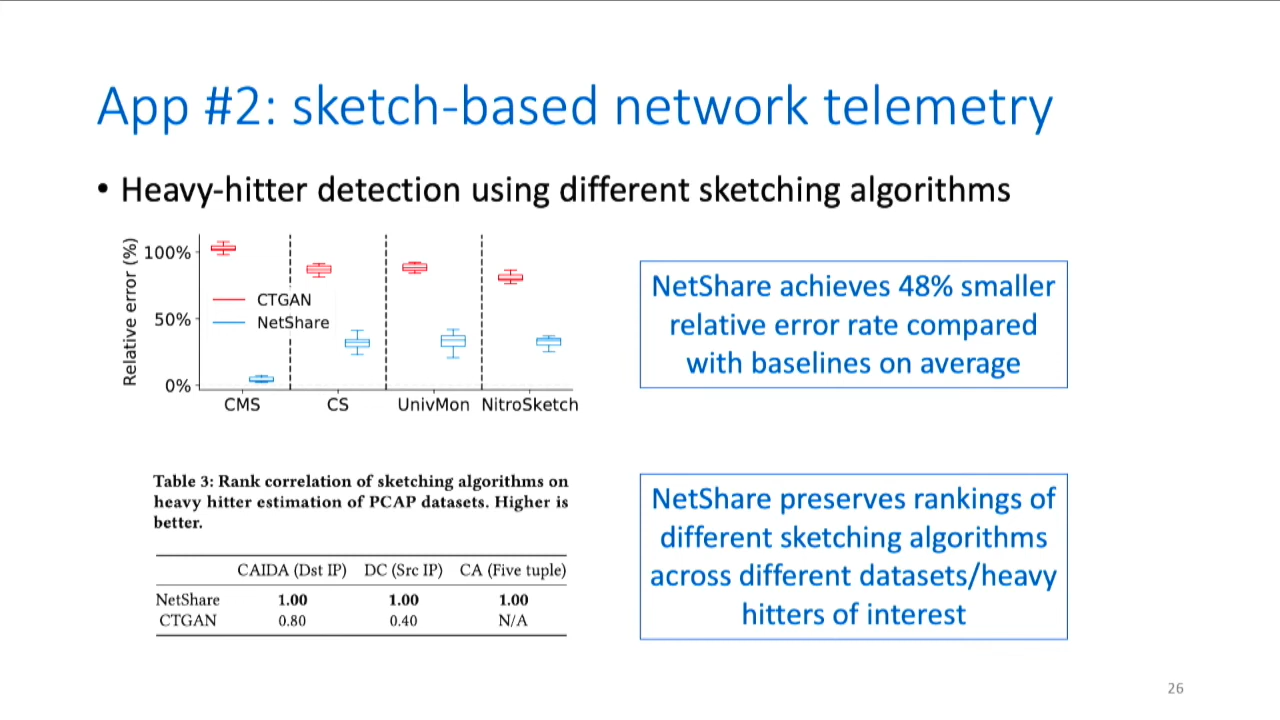 App #2: sketch-based network telemetry
• Heavy-hitter detection using different sketching algorithms
Relative error (%)
100%
50%
0%
CTGAN
NetShare
CMS CS UnivMon NitroSketch
NetShare achieves 48% smaller
relative error rate compared
with baselines on average
Table 3: Rank correlation of sketching algorithms on
heavy hitter estimation of PCAP datasets. Higher is
better.
CAIDA (Dst IP) DC (Src IP) CA (Five tuple)
NetShare 1.00 1.00 1.00
CTGAN 0.80 0.40 N/A
NetShare preserves rankings of
different sketching algorithms
across different datasets/heavy
hitters of interest
26